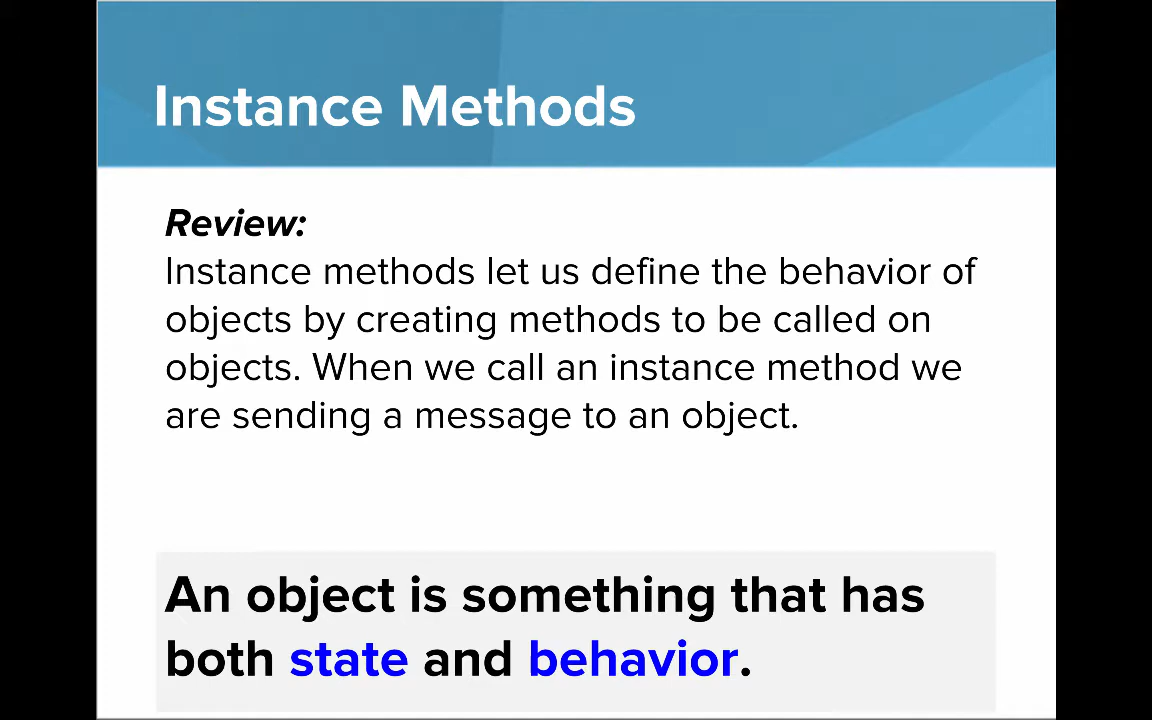 Instance Methods
Review:
Instance methods let us define the behavior of
objects by creating methods to be called on
objects. When we call an instance method we
are sending a message to an object.
An object is something that has
both state and behavior.